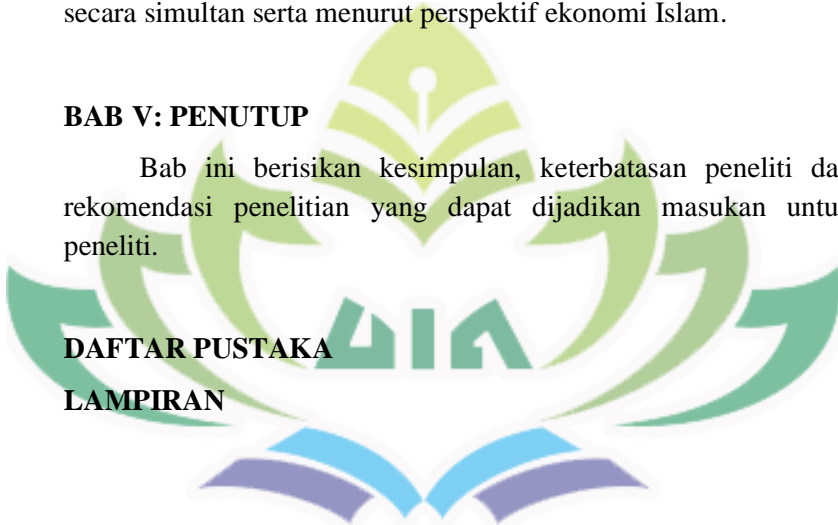 secara simultan serta menurut perspektif ekonomi Islam.
BAB V: PENUTUP
Bab ini berisikan kesimpulan, keterbatasan peneliti da
rekomendasi penelitian yang dapat dijadikan masukan untu
peneliti.
DAFTAR PUSTAKA
LAMPIRAN